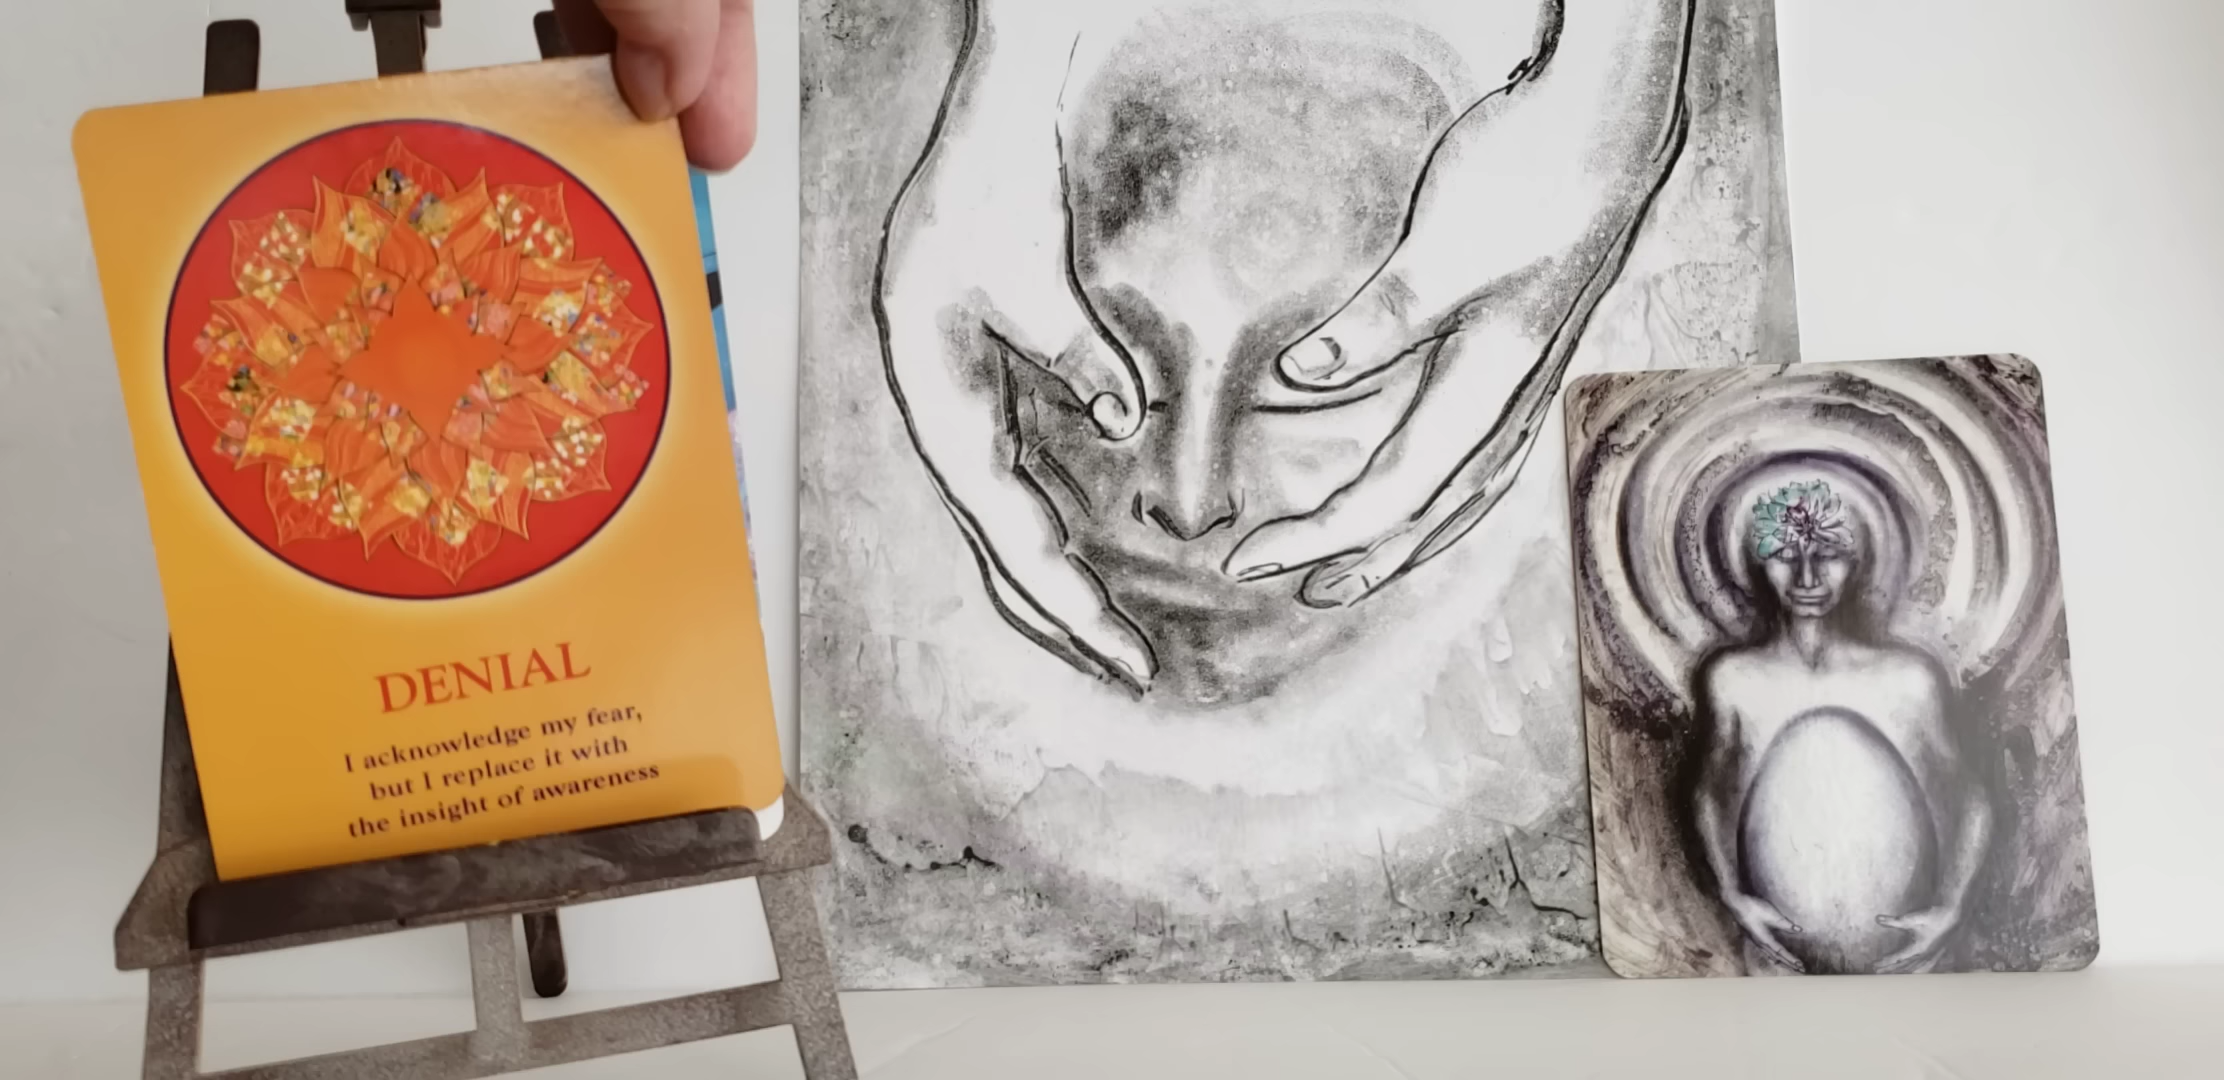 DENIAL
I acknowledge my fear,
but I replace it with
the insight of awareness